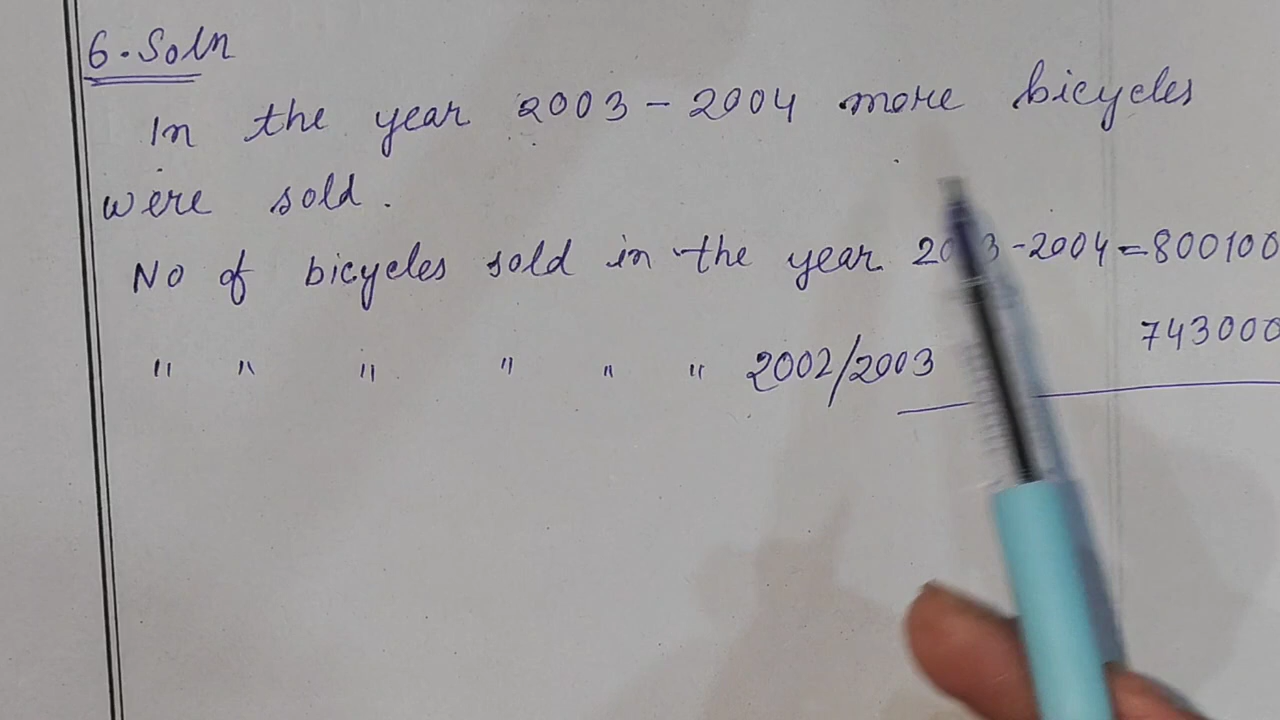 6. Soln
In the year 2003-2004 more bicycles
were sold.
No of bicycles sold in the year 2003-2004=800100
" " " " " " 2002/2003 743000